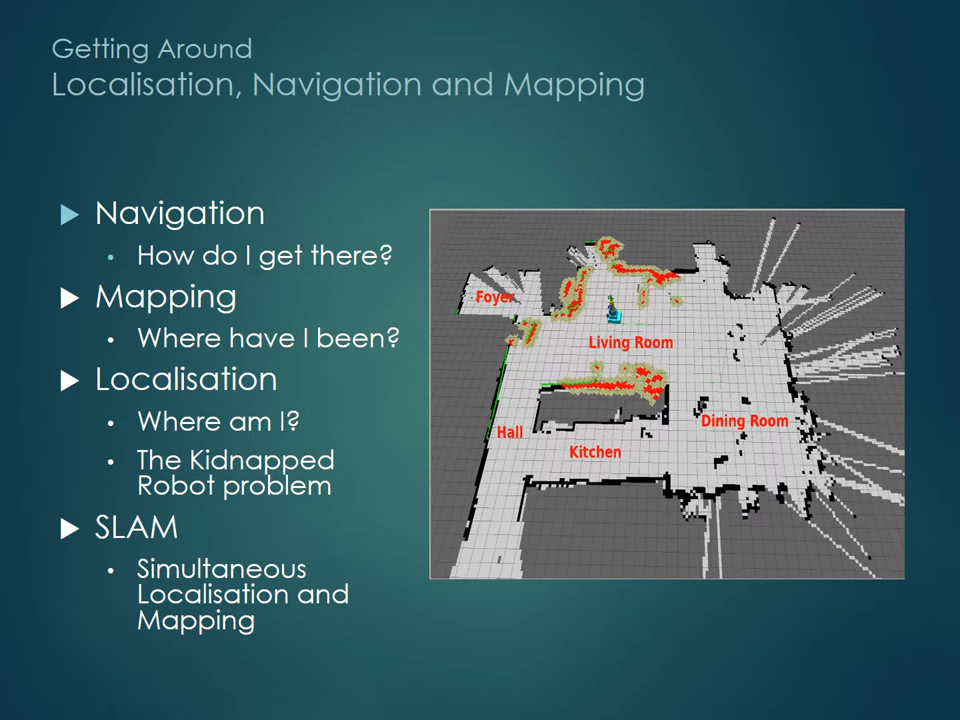 Getting Around
Localisation, Navigation and Mapping
Navigation
How do I get there?
Mapping
Where have I been?
Localisation
Where am I?
The Kidnapped
Robot problem
SLAM
Simultaneous
Localisation and
Mapping
Foyer
Living Room
Dining Room
Hall
Kitchen